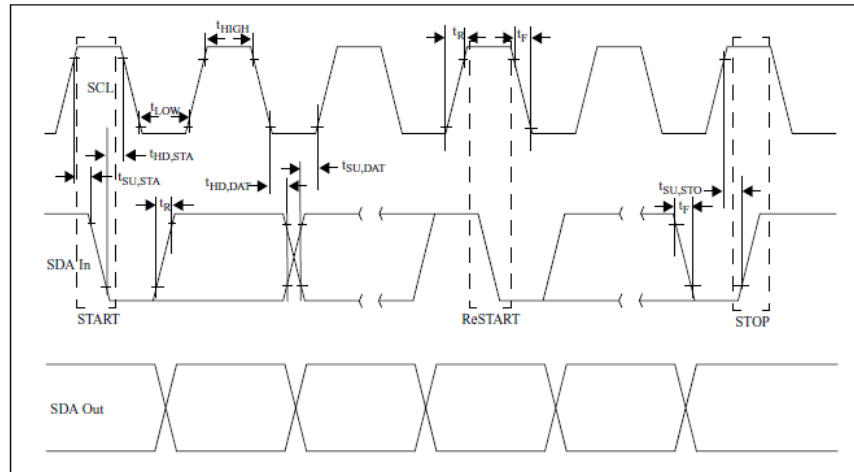 tHIGH
tR
tF
SCL
tLOW
tHD,STA
tSU,DAT
tSU,STA
tHD,DAT
tSU,STO
tR
tF
SDA In
START
ReSTART
STOP
SDA Out